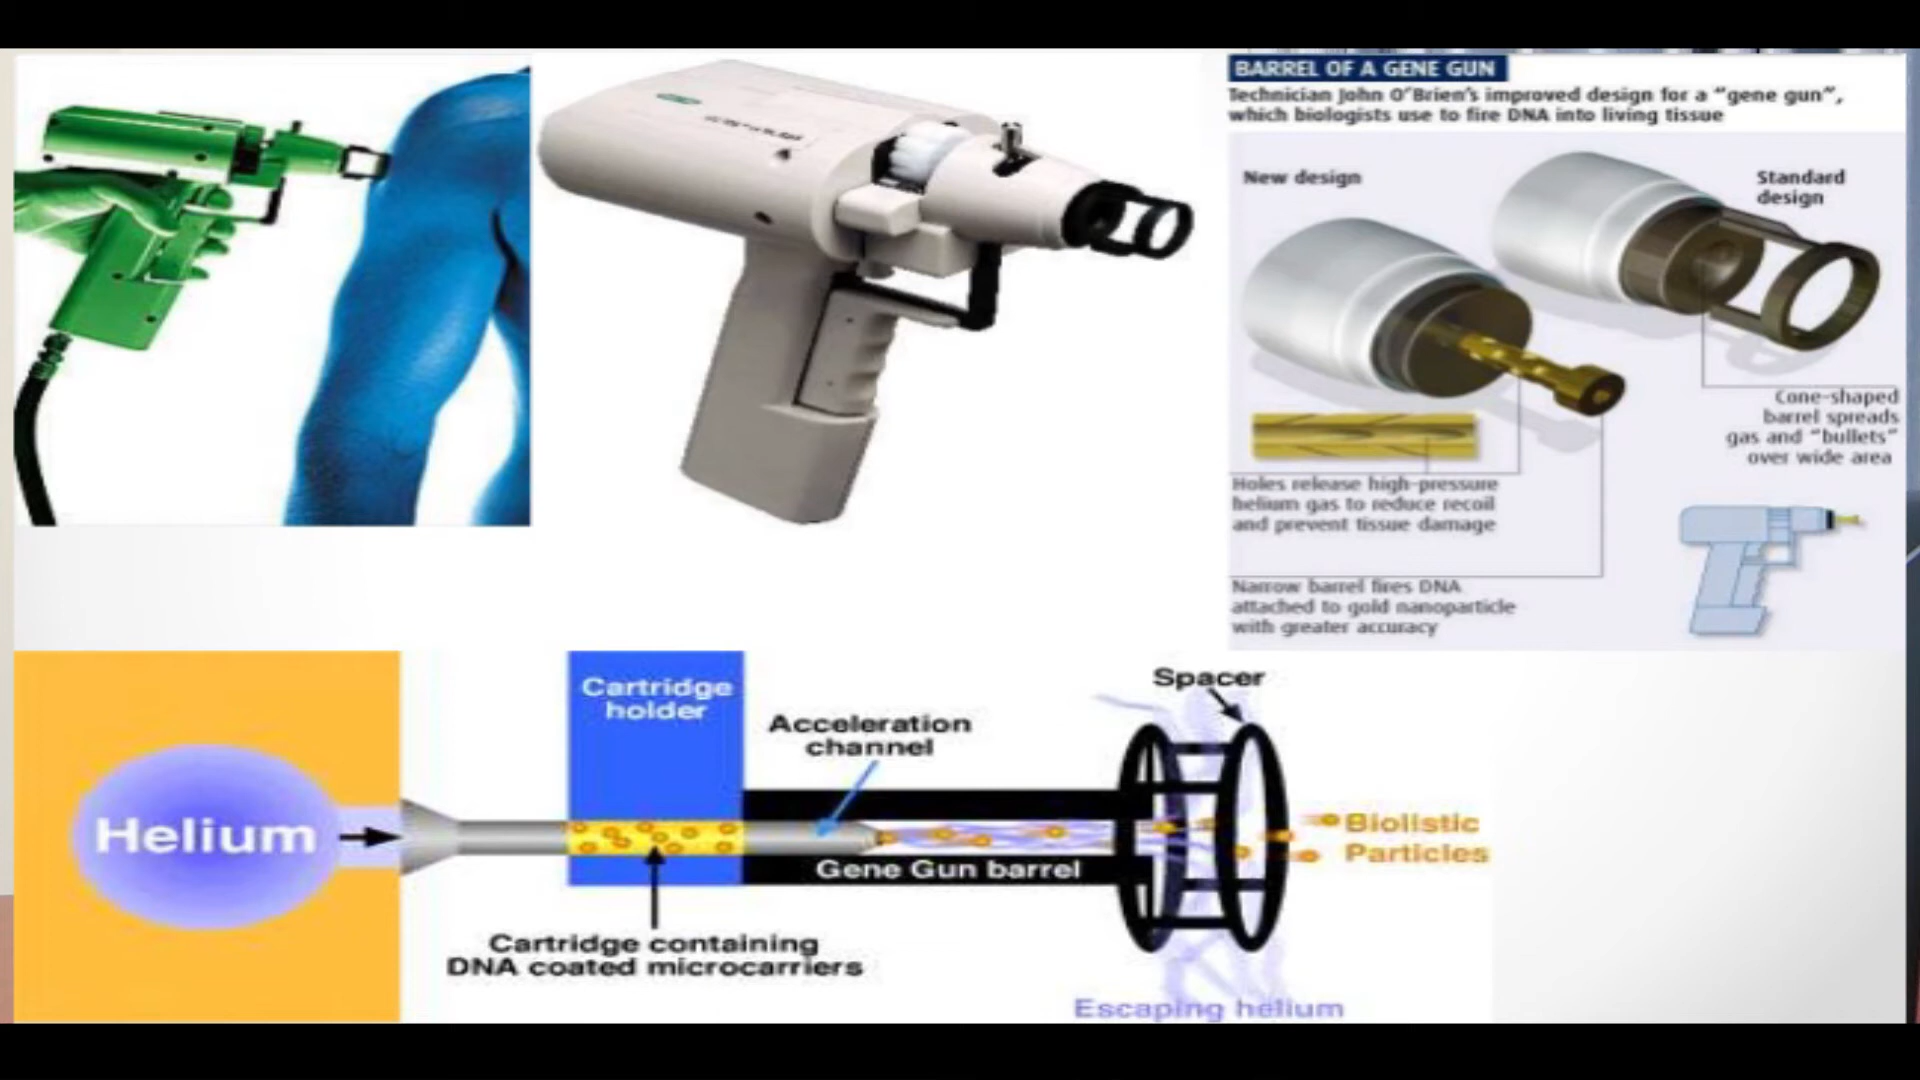 BARREL OF A GENE GUN
Technician John O'Brien's improved design for a "gene gun",
which biologists use to fire DNA into living tissue
New design
Standard
design
Cone-shaped
barrel spreads
gas and "bullets"
over wide area
Holes release high-pressure
helium gas to reduce recoil
and prevent tissue damage
Narrow barrel fires DNA
attached to gold nanoparticle
with greater accuracy
Spacer
Cartridge
holder
Acceleration
channel
Helium
Biolistic
Particles
Gene Gun barrel
Cartridge containing
DNA coated microcarriers
Escaping helium